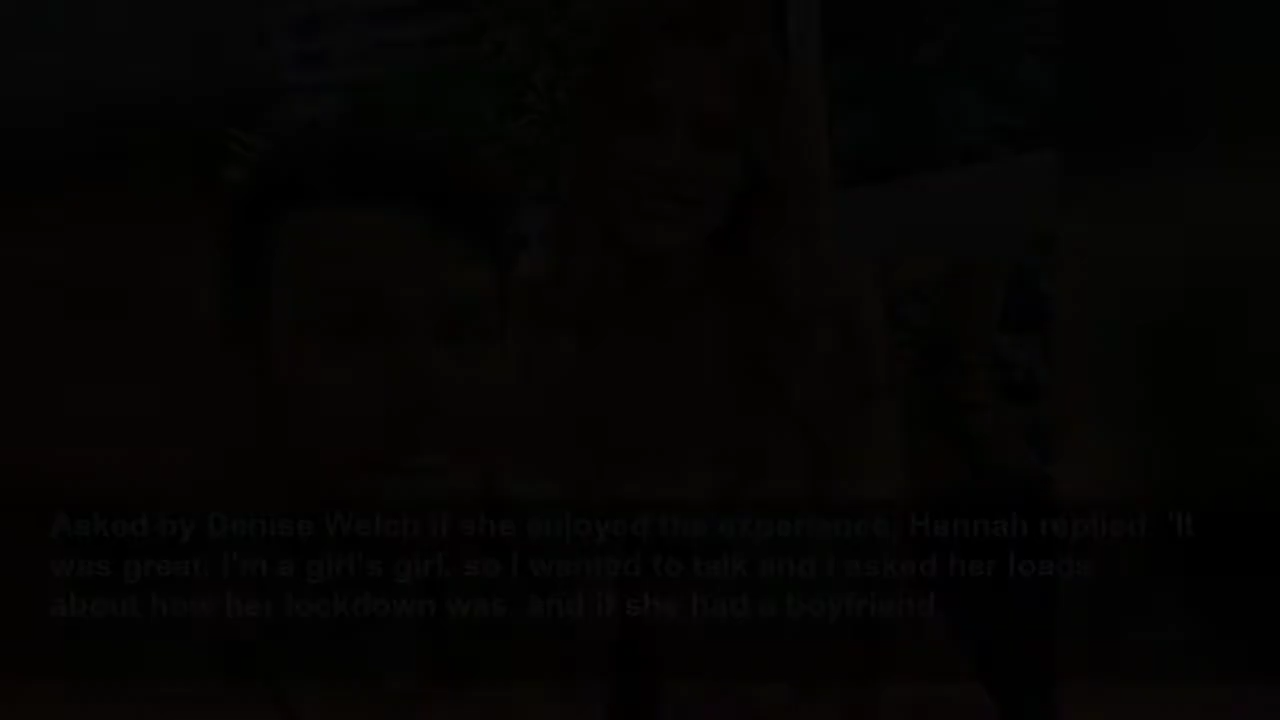 Asked by Denise Welch if she enjoyed the experience, Hannah replied: 'It
was great. I'm a girl's girl, so I wanted to talk and I asked her loads
about how her lockdown was, and if she had a boyfriend.